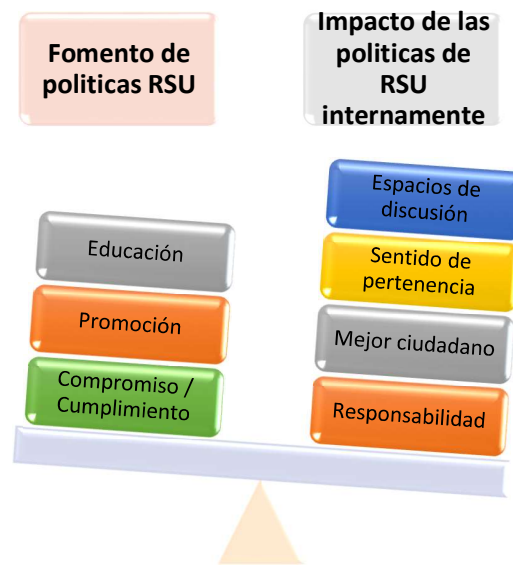 Fomento de
politicas RSU
Impacto de las
politicas de
RSU
internamente
Educación
Promoción
Compromiso /
Cumplimiento
Espacios de
discusión
Sentido de
pertenencia
Mejor ciudadano
Responsabilidad